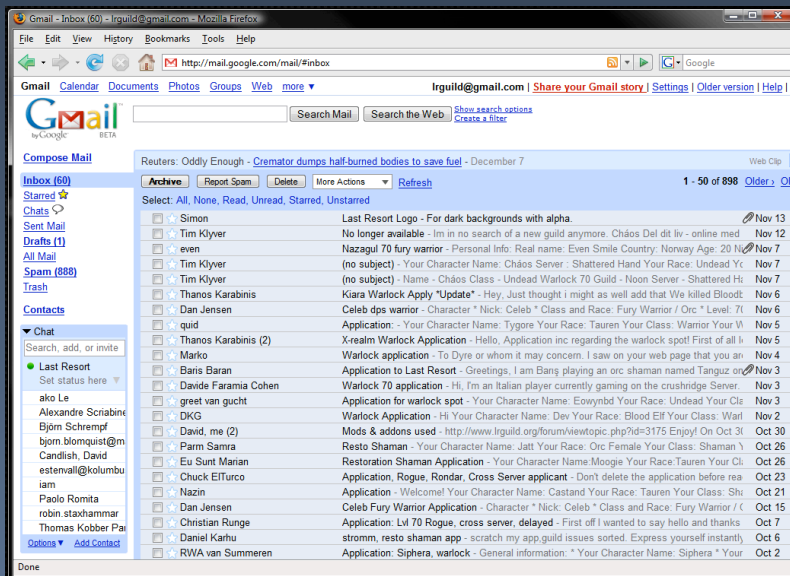 Gmail - Inbox (60) - lrguild@gmail.com - Mozilla Firefox
File Edit View History Bookmarks Tools Help
http://mail.google.com/mail/#inbox
G Google
Gmail Calendar Documents Photos Groups Web more ▼ lrguild@gmail.com | Share your Gmail story | Settings | Older version | Help |
Gmail by Google BETA
Search Mail Search the Web Show search options
Create a filter
Compose Mail
Inbox (60)
Starred
Chats
Sent Mail
Drafts (1)
All Mail
Spam (888)
Trash
Contacts
▼ Chat
Search, add, or invite
Last Resort
Set status here ▼
ako Le
Alexandre Scriabine
Björn Schrempf
bjorn.blomquist@m
Candlish, David
estenvall@kolumbu
iam
Paolo Romita
robin.staxhammar
Thomas Kobber Pa
Options ▼ Add Contact
Reuters: Oddly Enough - Cremator dumps half-burned bodies to save fuel - December 7 Web Clip
Archive Report Spam Delete More Actions ▼ Refresh 1 - 50 of 898 Older › Ol
Select: All, None, Read, Unread, Starred, Unstarred
Simon Last Resort Logo - For dark backgrounds with alpha. Nov 13
Tim Klyver No longer available - Im in no search of a new guild anymore. Cháos Del dit liv - online med Nov 12
even Nazagul 70 fury warrior - Personal Info: Real name: Even Smile Country: Norway Age: 20 Nov 7
Tim Klyver (no subject) - Your Character Name: Cháos Server : Shattered Hand Your Race: Undead Yo Nov 7
Tim Klyver (no subject) - Name - Cháos Class - Undead Warlock 70 Guild - Noon Server - Shattered Ha Nov 7
Thanos Karabinis Kiara Warlock Apply *Update* - Hey, Just thought i might as well add that We killed Bloodb Nov 6
Dan Jensen Celeb dps warrior - Character * Nick: Celeb * Class and Race: Fury Warrior / Orc * Level: 70 Nov 6
quid Application: - Your Character Name: Tygore Your Race: Tauren Your Class: Warrior Your Nov 5
Thanos Karabinis (2) X-realm Warlock Application - Hello, Application inc regarding the warlock spot! First of all Nov 5
Marko Warlock application - To Dyre or whom it may concern. I saw on your web page that you are Nov 4
Baris Baran Application to Last Resort - Greetings, I am Barış playing an orc shaman named Tanguz on Nov 3
Davide Faramia Cohen Warlock 70 application - Hi, I'm an Italian player currently gaming on the crushridge Server. Nov 3
greet van gucht Application for warlock spot - Your Character Name: Eowynbd Your Race: Undead Your Cla Nov 3
DKG Warlock Application - Hi Your Character Name: Dev Your Race: Blood Elf Your Class: Warl Nov 2
David, me (2) Mods & addons used - http://www.lrguild.org/forum/viewtopic.php?id=3175 Enjoy! On Oct 30 Oct 30
Parm Samra Resto Shaman - Your Character Name: Jatt Your Race: Orc Female Your Class: Shaman Y Oct 26
Eu Sunt Marian Restoration Shaman Application - Your Character Name:Moogie Your Race:Tauren Your Cla Oct 26
Chuck ElTurco Application, Rogue, Rondar, Cross Server applicant - Don't delete the application before rea Oct 23
Nazin Application - Welcome! Your Character Name: Castand Your Race: Tauren Your Class: Sha Oct 21
Dan Jensen Celeb Fury Warrior Application - Character * Nick: Celeb * Class and Race: Fury Warrior / Oct 15
Christian Runge Application: Lvl 70 Rogue, cross server, delayed - First off I wanted to say hello and thanks Oct 7
Daniel Karhu stromm, resto shaman app - scratch my app,guild issues sorted. Express yourself instantly Oct 6
RWA van Summeren Application: Siphera, warlock - General information: * Your Character Name: Siphera * Your Oct 2
Done